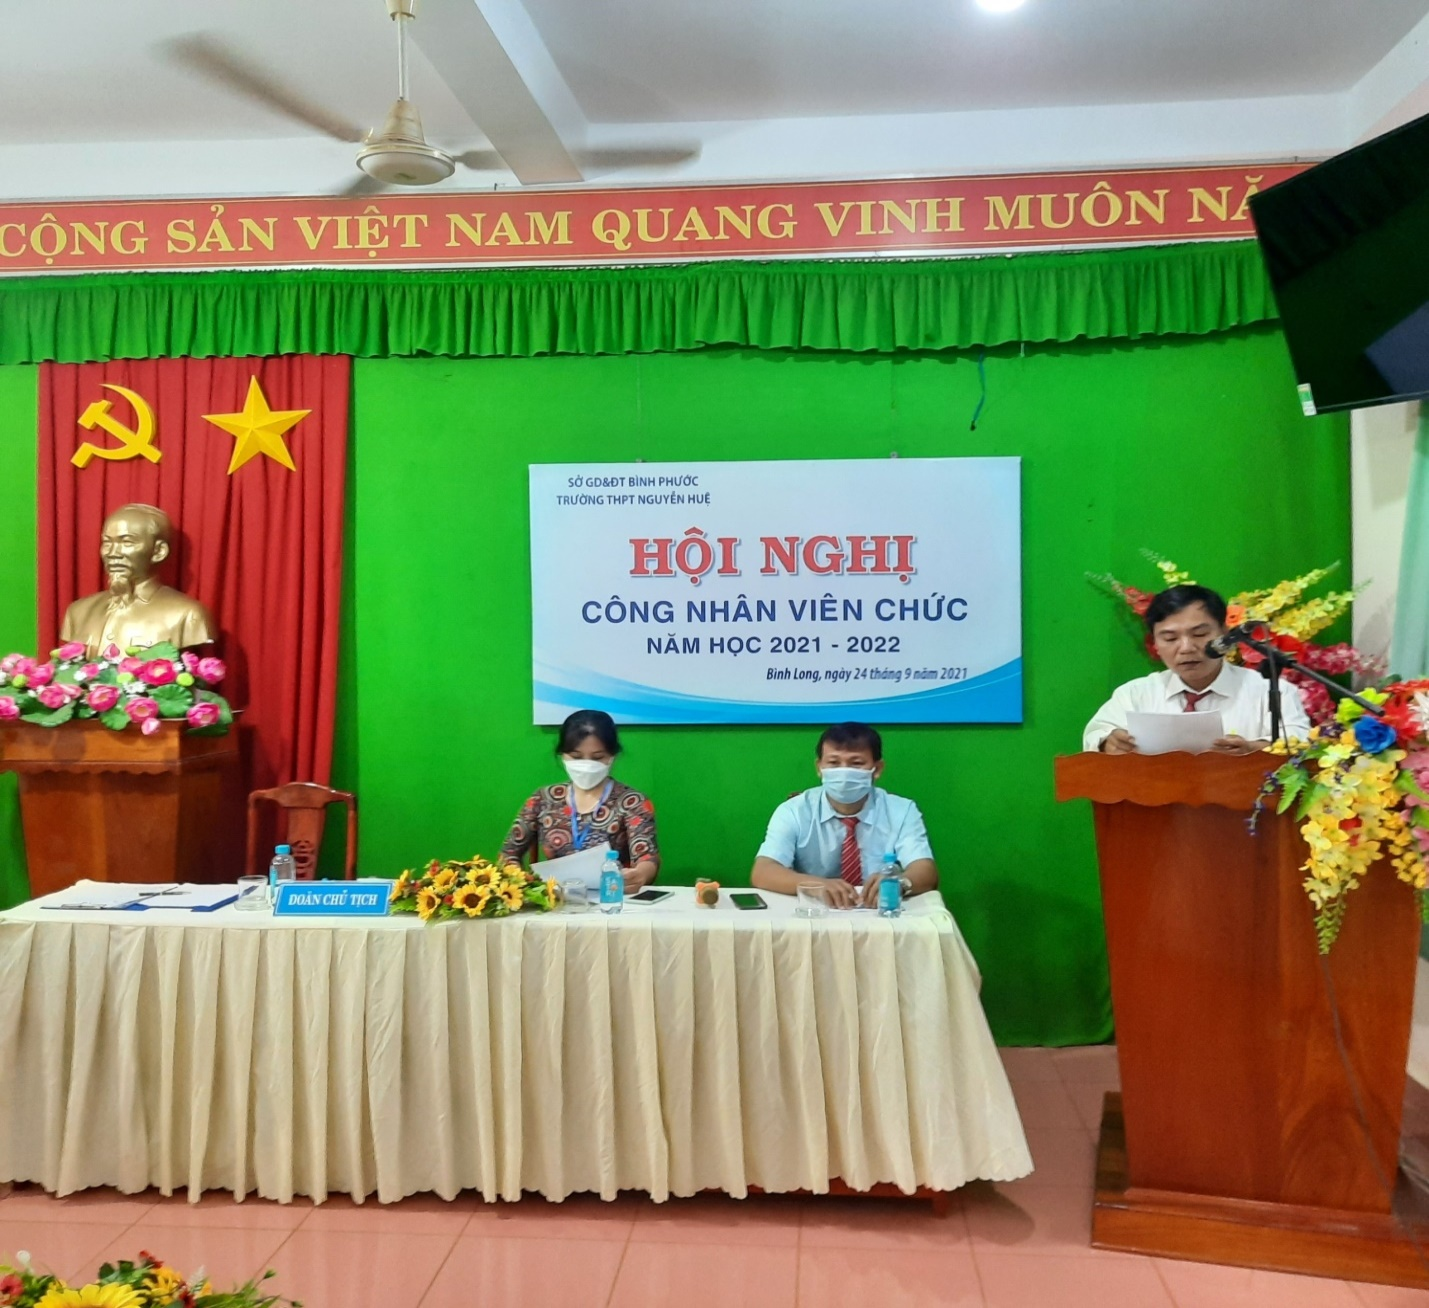 CỘNG SẢN VIỆT NAM QUANG VINH MUÔN NĂ
SỞ GD&ĐT BÌNH PHƯỚC
TRƯỜNG THPT NGUYỄN HUỆ
HỘI NGHỊ
CÔNG NHÂN VIÊN CHỨC
NĂM HỌC 2021 - 2022
Bình Long, ngày 24 tháng 9 năm 2021
ĐOÀN CHỦ TỊCH